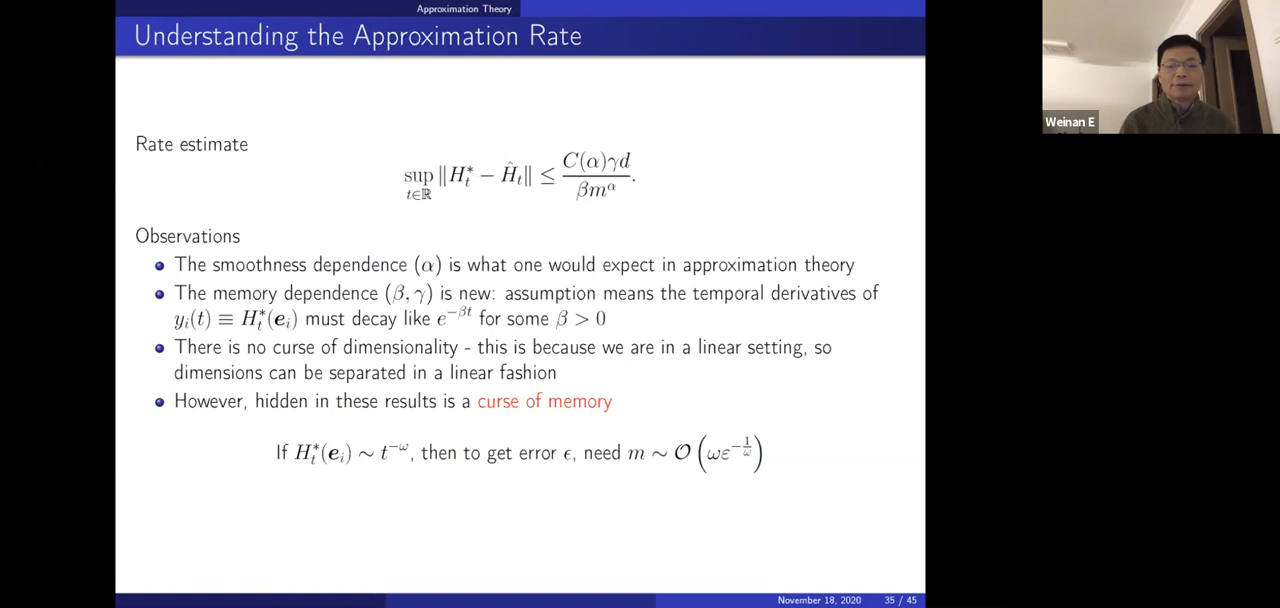 Approximation Theory
Understanding the Approximation Rate
Weinan E
Rate estimate
sup_{t∈ℝ} ‖H_t^* − Ĥ_t‖ ≤ C(α)γd / βm^α.
Observations
The smoothness dependence (α) is what one would expect in approximation theory
The memory dependence (β, γ) is new: assumption means the temporal derivatives of
y_i(t) ≡ H_t^*(e_i) must decay like e^{−βt} for some β > 0
There is no curse of dimensionality - this is because we are in a linear setting, so
dimensions can be separated in a linear fashion
However, hidden in these results is a curse of memory
If H_t^*(e_i) ∼ t^{−ω}, then to get error ϵ, need m ∼ 𝒪(ωε^{−1/ω})
November 18, 2020 35 / 45